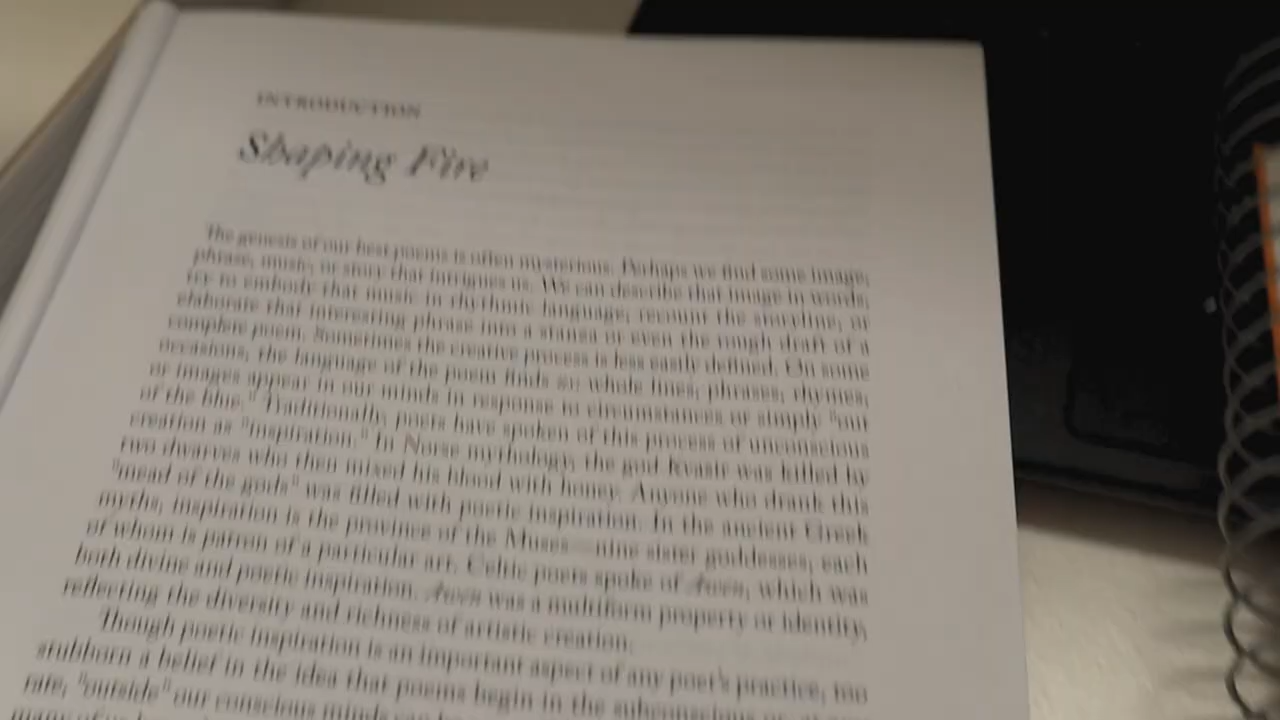 INTRODUCTION
Shaping Fire
The genesis of our best poems is often mysterious. Perhaps we find some image,
phrase, music, or story that intrigues us. We can describe that image in words,
try to embody that music in rhythmic language, recount the storyline, or
elaborate that interesting phrase into a stanza or even the rough draft of a
complete poem. Sometimes the creative process is less easily defined. On some
occasions, the language of the poem finds us: whole lines, phrases, rhymes,
or images appear in our minds in response to circumstances or simply "out
of the blue." Traditionally, poets have spoken of this process of unconscious
creation as "inspiration." In Norse mythology, the god Kvasir was killed by
two dwarves who then mixed his blood with honey. Anyone who drank this
"mead of the gods" was filled with poetic inspiration. In the ancient Greek
myths, inspiration is the province of the Muses—nine sister goddesses, each
of whom is patron of a particular art. Celtic poets spoke of Awen, which was
both divine and poetic inspiration. Awen was a multiform property or identity,
reflecting the diversity and richness of artistic creation.
Though poetic inspiration is an important aspect of any poet's practice, too
stubborn a belief in the idea that poems begin in the subconscious or, at any
rate, "outside" our conscious minds can
many of us